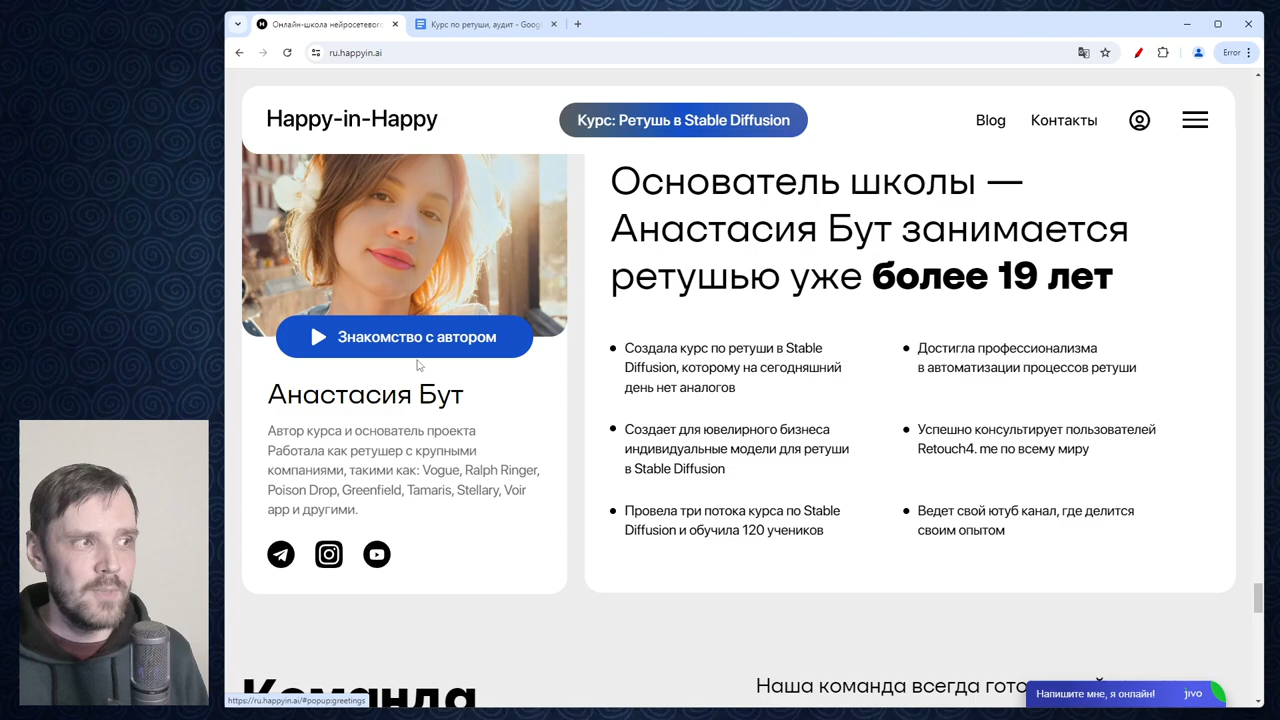 Онлайн-школа нейросетевого
Курс по ретуши, аудит - Goog
ru.happyin.ai
Error
Happy-in-Happy
Курс: Ретушь в Stable Diffusion
Blog
Контакты
Знакомство с автором
Анастасия Бут
Автор курса и основатель проекта
Работала как ретушер с крупными
компаниями, такими как: Vogue, Ralph Ringer,
Poison Drop, Greenfield, Tamaris, Stellary, Voir
app и другими.
Основатель школы —
Анастасия Бут занимается
ретушью уже более 19 лет
Создала курс по ретуши в Stable
Diffusion, которому на сегодняшний
день нет аналогов
Достигла профессионализма
в автоматизации процессов ретуши
Создает для ювелирного бизнеса
индивидуальные модели для ретуши
в Stable Diffusion
Успешно консультирует пользователей
Retouch4. me по всему миру
Провела три потока курса по Stable
Diffusion и обучила 120 учеников
Ведет свой ютуб канал, где делится
своим опытом
Команда
Наша команда всегда
https://ru.happyin.ai/#popup:greetings
Напишите мне, я онлайн!
jivo